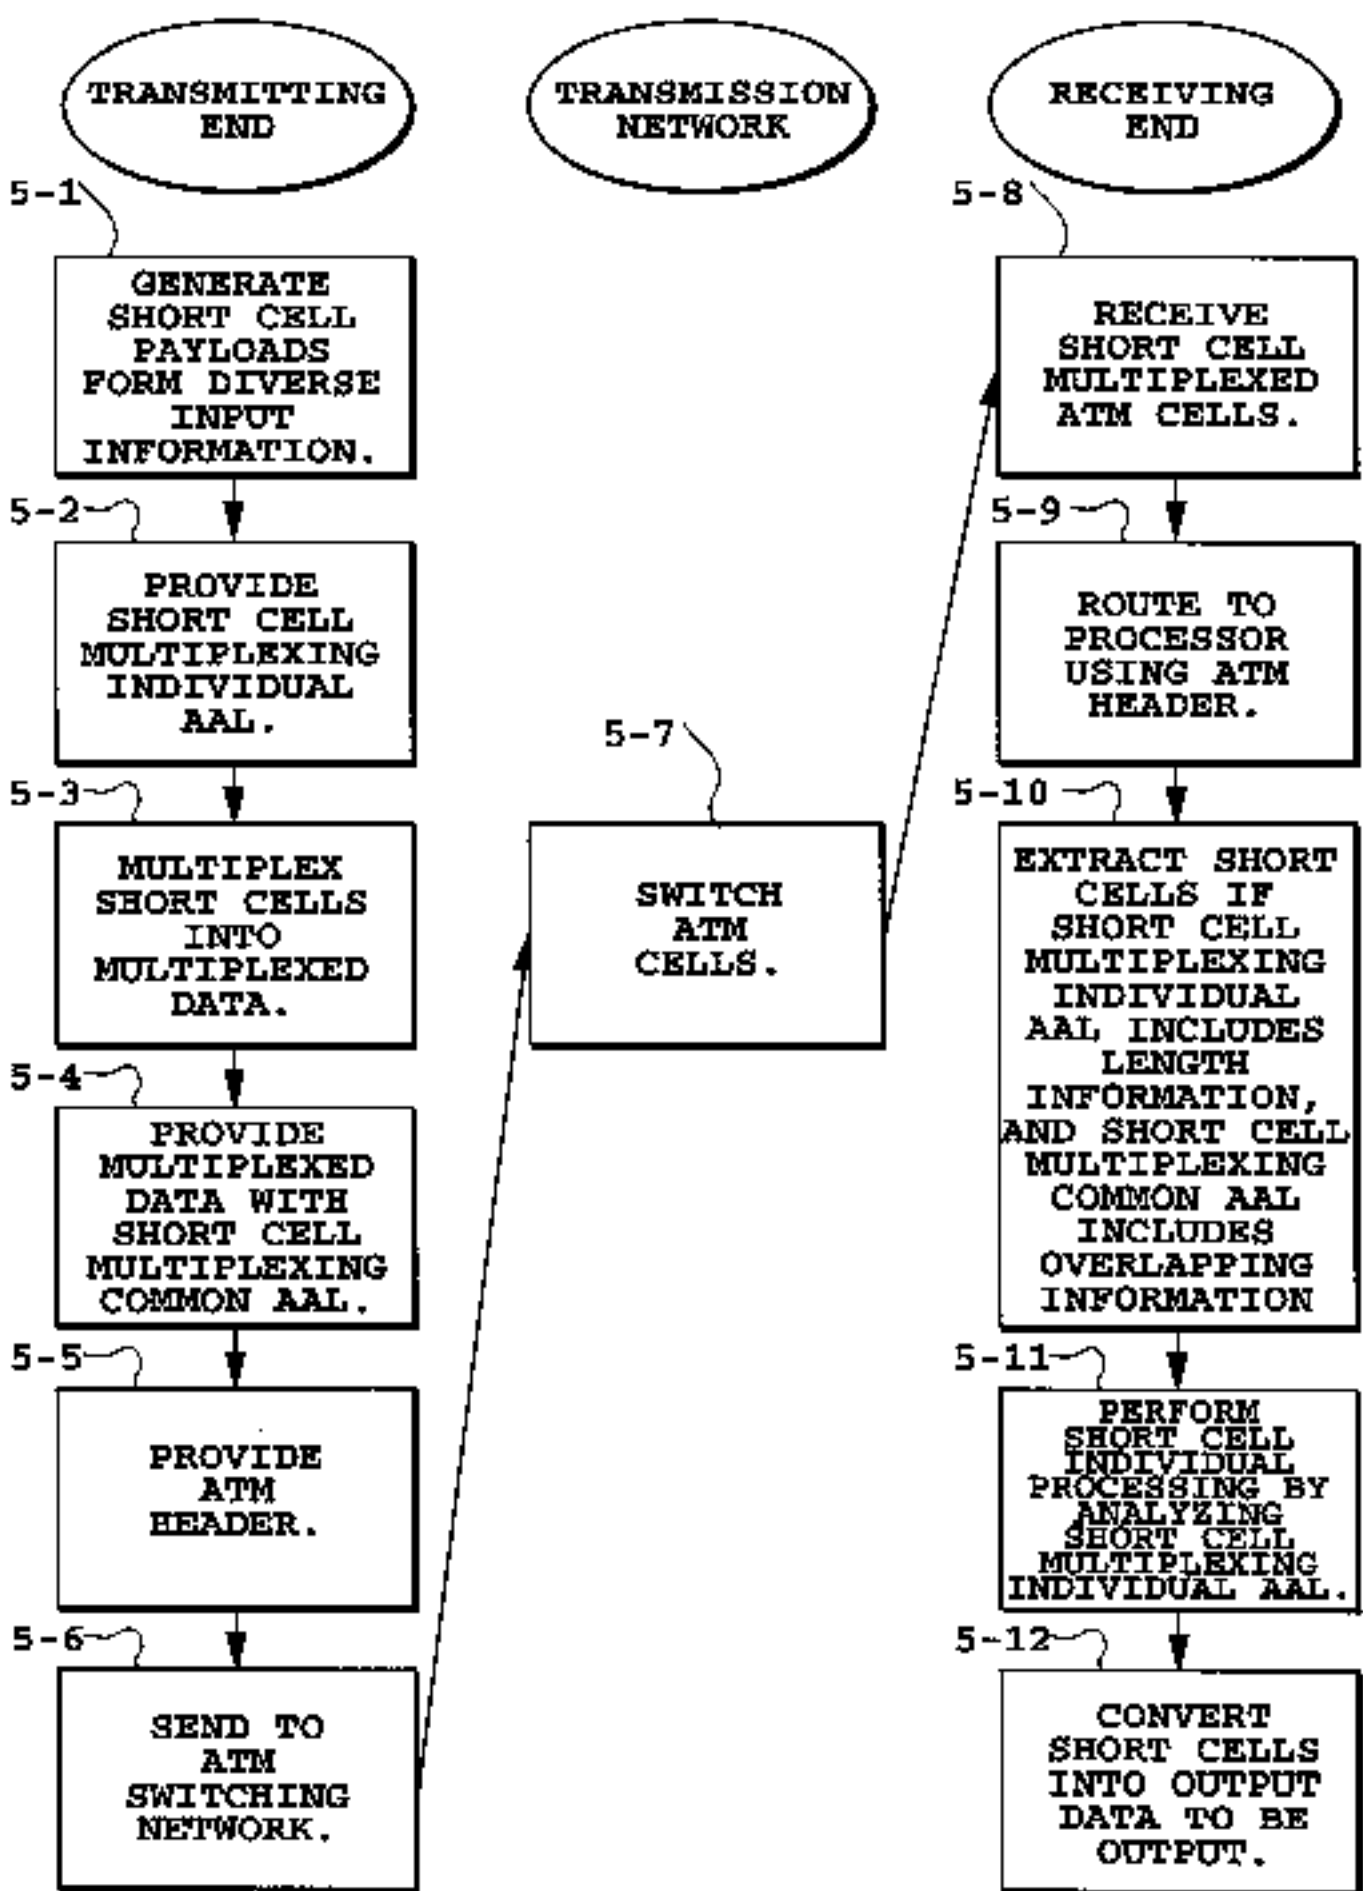 TRANSMITTING
END
TRANSMISSION
NETWORK
RECEIVING
END
5-1
GENERATE
SHORT CELL
PAYLOADS
FORM DIVERSE
INPUT
INFORMATION.
5-2
PROVIDE
SHORT CELL
MULTIPLEXING
INDIVIDUAL
AAL.
5-3
MULTIPLEX
SHORT CELLS
INTO
MULTIPLEXED
DATA.
5-4
PROVIDE
MULTIPLEXED
DATA WITH
SHORT CELL
MULTIPLEXING
COMMON AAL.
5-5
PROVIDE
ATM
HEADER.
5-6
SEND TO
ATM
SWITCHING
NETWORK.
5-7
SWITCH
ATM
CELLS.
5-8
RECEIVE
SHORT CELL
MULTIPLEXED
ATM CELLS.
5-9
ROUTE TO
PROCESSOR
USING ATM
HEADER.
5-10
EXTRACT SHORT
CELLS IF
SHORT CELL
MULTIPLEXING
INDIVIDUAL
AAL INCLUDES
LENGTH
INFORMATION,
AND SHORT CELL
MULTIPLEXING
COMMON AAL
INCLUDES
OVERLAPPING
INFORMATION
5-11
PERFORM
SHORT CELL
INDIVIDUAL
PROCESSING BY
ANALYZING
SHORT CELL
MULTIPLEXING
INDIVIDUAL AAL.
5-12
CONVERT
SHORT CELLS
INTO OUTPUT
DATA TO BE
OUTPUT.